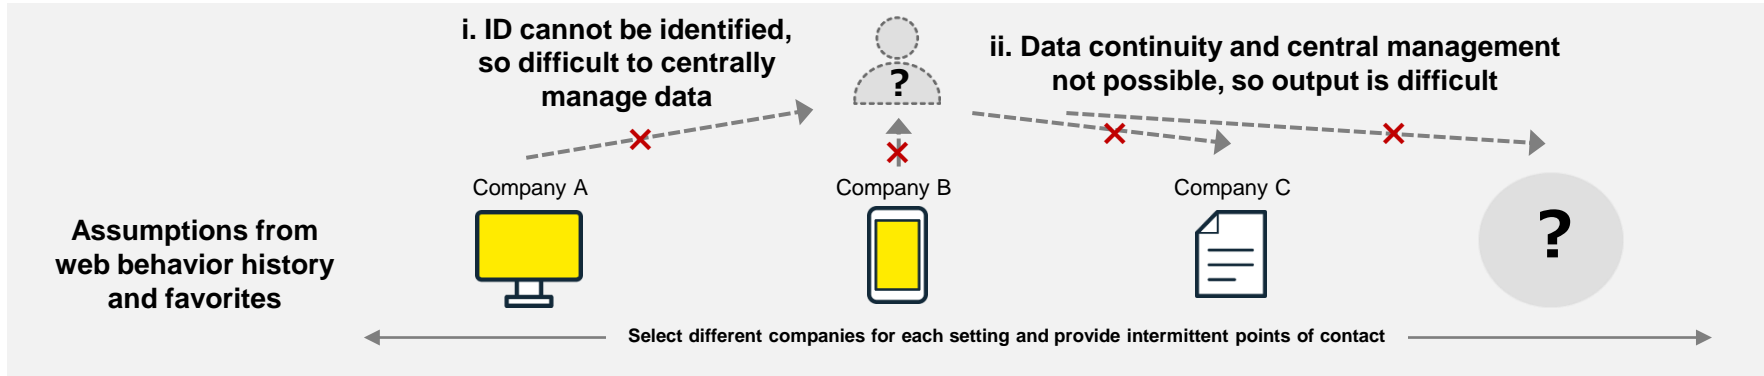 i. ID cannot be identified,
so difficult to centrally
manage data
?
ii. Data continuity and central management
not possible, so output is difficult
Company A
Company B
Company C
Assumptions from
web behavior history
and favorites
?
Select different companies for each setting and provide intermittent points of contact